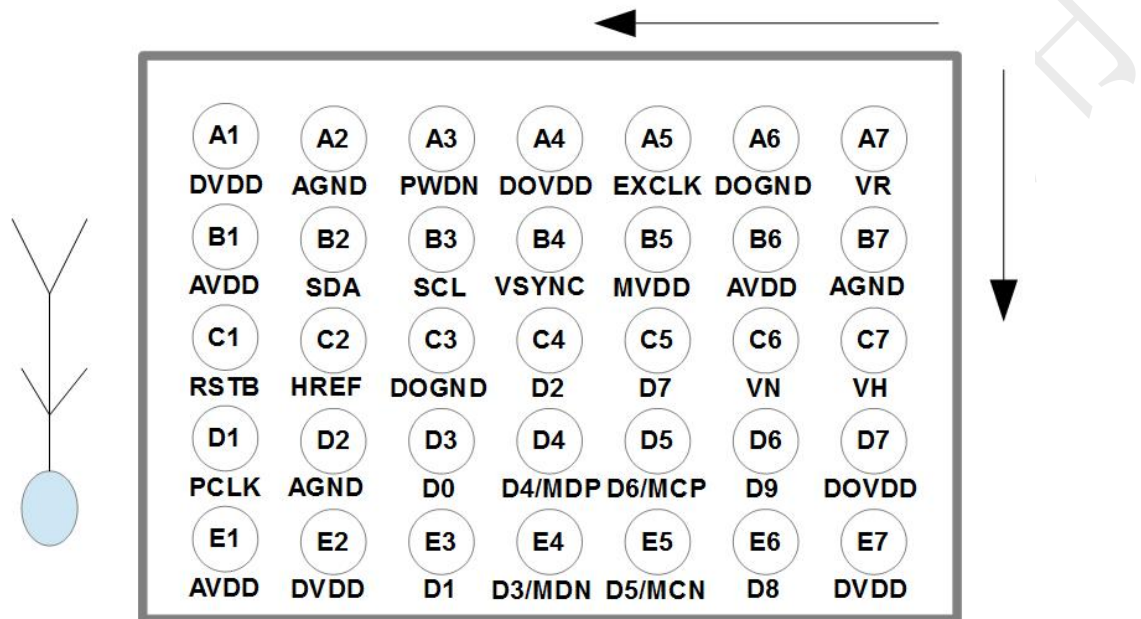 A1 A2 A3 A4 A5 A6 A7
DVDD AGND PWDN DOVDD EXCLK DOGND VR
B1 B2 B3 B4 B5 B6 B7
AVDD SDA SCL VSYNC MVDD AVDD AGND
C1 C2 C3 C4 C5 C6 C7
RSTB HREF DOGND D2 D7 VN VH
D1 D2 D3 D4 D5 D6 D7
PCLK AGND D0 D4/MDP D6/MCP D9 DOVDD
E1 E2 E3 E4 E5 E6 E7
AVDD DVDD D1 D3/MDN D5/MCN D8 DVDD